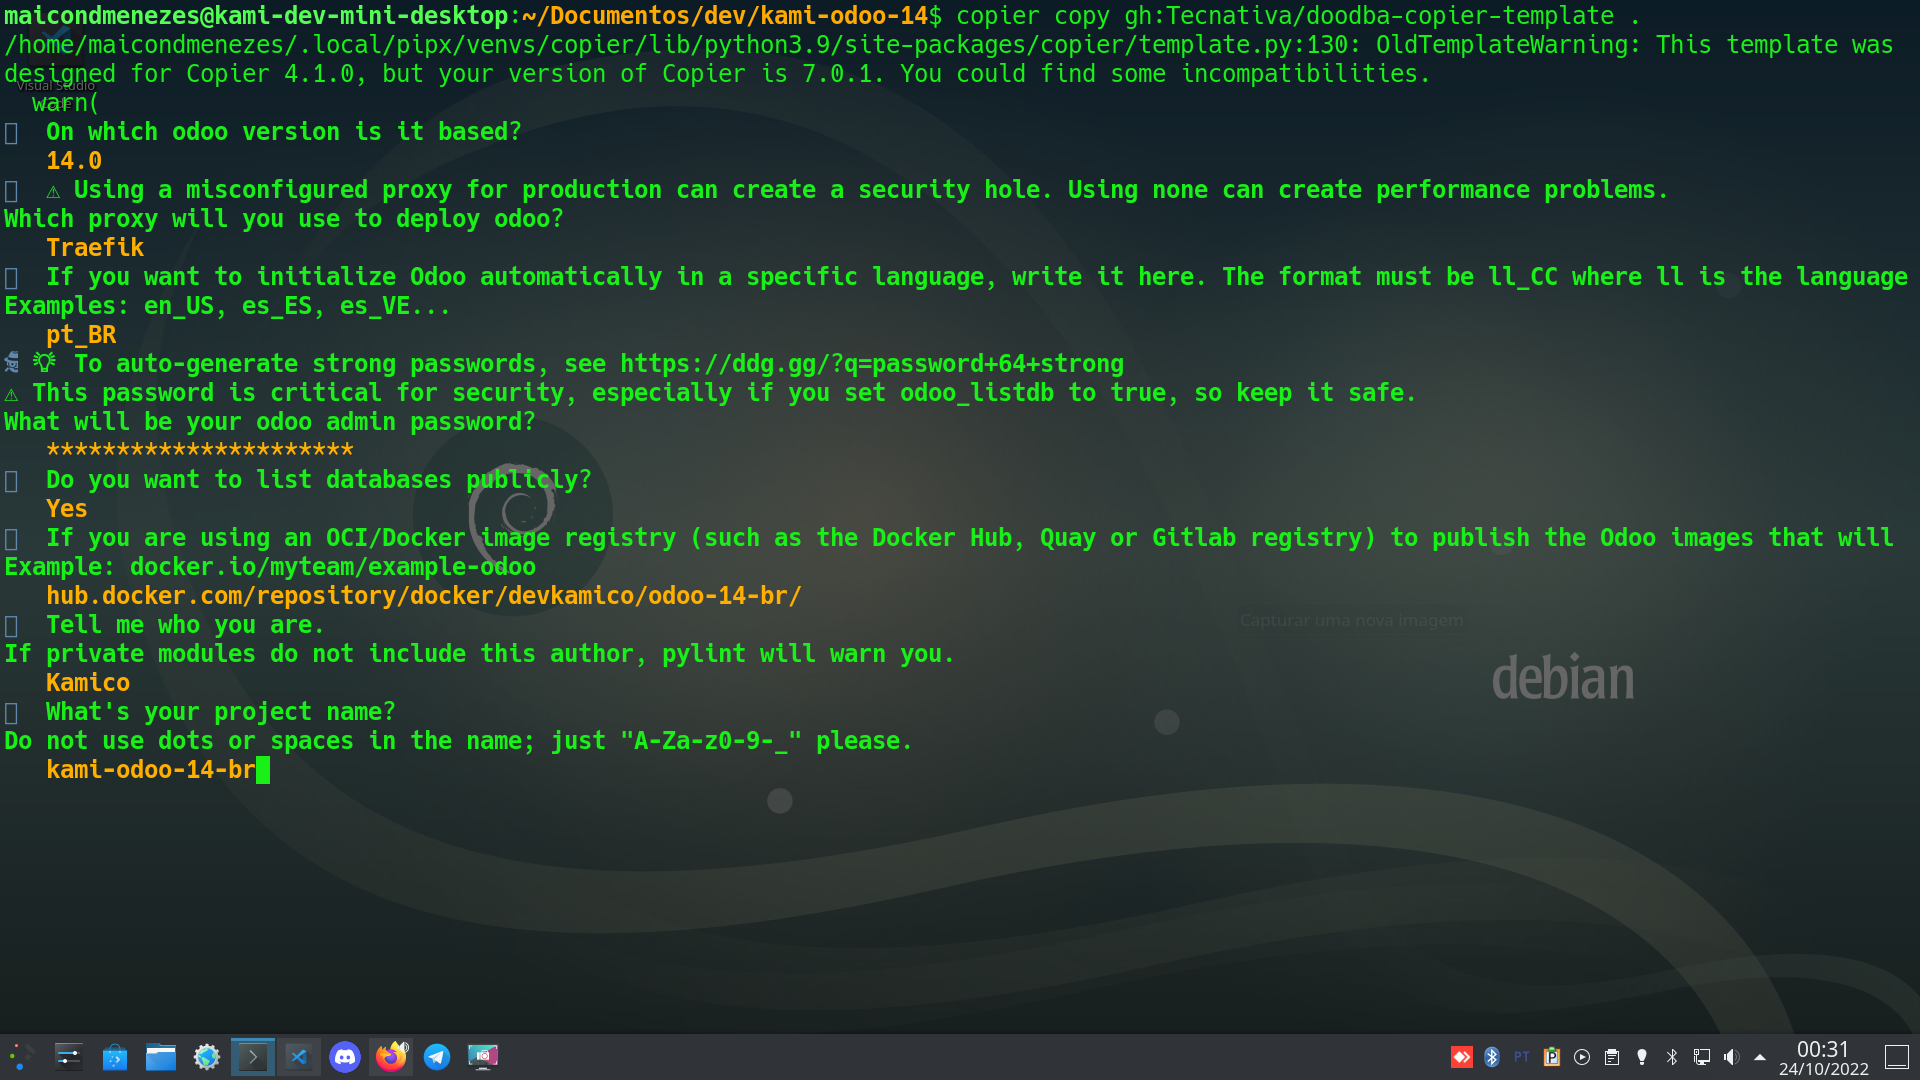 maicondmenezes@kami-dev-mini-desktop:~/Documentos/dev/kami-odoo-14$ copier copy gh:Tecnativa/doodba-copier-template .
/home/maicondmenezes/.local/pipx/venvs/copier/lib/python3.9/site-packages/copier/template.py:130: OldTemplateWarning: This template was
designed for Copier 4.1.0, but your version of Copier is 7.0.1. You could find some incompatibilities.
Visual Studio
  warn(
On which odoo version is it based?
14.0
⚠ Using a misconfigured proxy for production can create a security hole. Using none can create performance problems.
Which proxy will you use to deploy odoo?
Traefik
If you want to initialize Odoo automatically in a specific language, write it here. The format must be ll_CC where ll is the language
Examples: en_US, es_ES, es_VE...
pt_BR
💡 To auto-generate strong passwords, see https://ddg.gg/?q=password+64+strong
⚠ This password is critical for security, especially if you set odoo_listdb to true, so keep it safe.
What will be your odoo admin password?
**********************
Do you want to list databases publicly?
Yes
If you are using an OCI/Docker image registry (such as the Docker Hub, Quay or Gitlab registry) to publish the Odoo images that will
Example: docker.io/myteam/example-odoo
hub.docker.com/repository/docker/devkamico/odoo-14-br/
Tell me who you are.
Capturar uma nova imagem
If private modules do not include this author, pylint will warn you.
Kamico
debian
What's your project name?
Do not use dots or spaces in the name; just "A-Za-z0-9-_" please.
kami-odoo-14-br
PT
00:31
24/10/2022